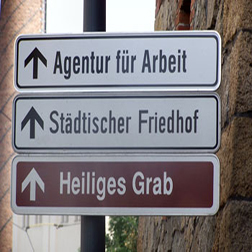 Agentur für Arbeit
Städtischer Friedhof
Heiliges Grab